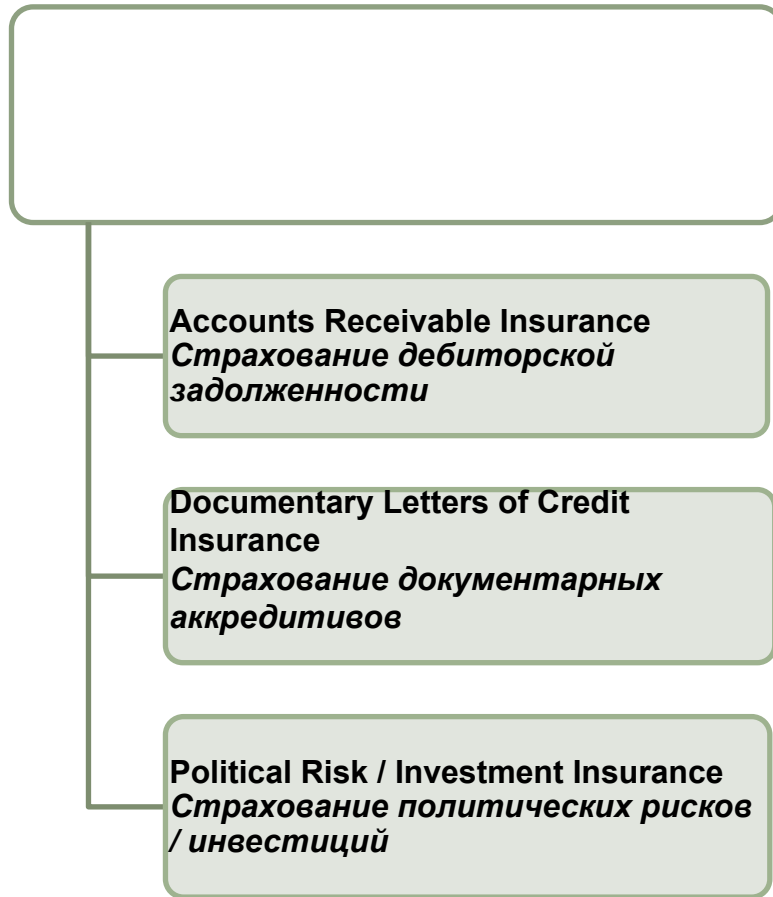 Accounts Receivable Insurance
Страхование дебиторской
задолженности
Documentary Letters of Credit
Insurance
Страхование документарных
аккредитивов
Political Risk / Investment Insurance
Страхование политических рисков
/ инвестиций